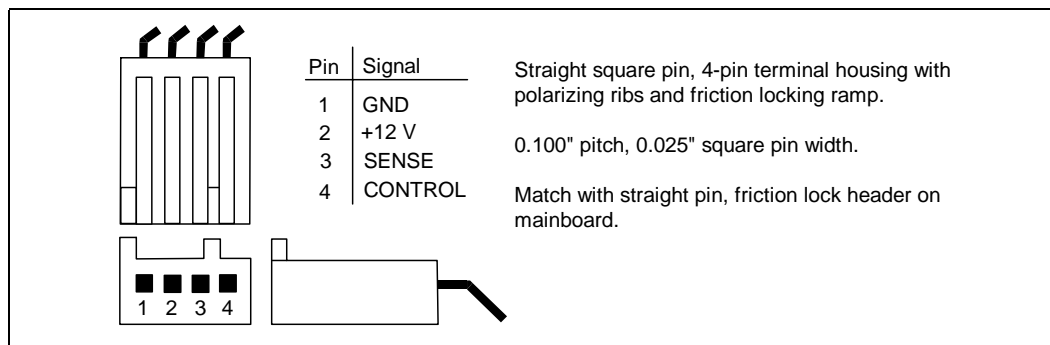 Pin Signal
1 GND
2 +12 V
3 SENSE
4 CONTROL
Straight square pin, 4-pin terminal housing with
polarizing ribs and friction locking ramp.
0.100" pitch, 0.025" square pin width.
Match with straight pin, friction lock header on
mainboard.
1 2 3 4